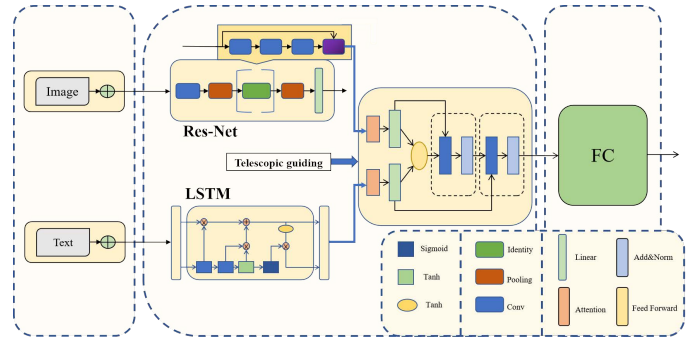 Image
Res-Net
Telescopic guiding
LSTM
Text
FC
Sigmoid
Tanh
Tanh
Identity
Pooling
Conv
Linear
Add&Norm
Attention
Feed Forward